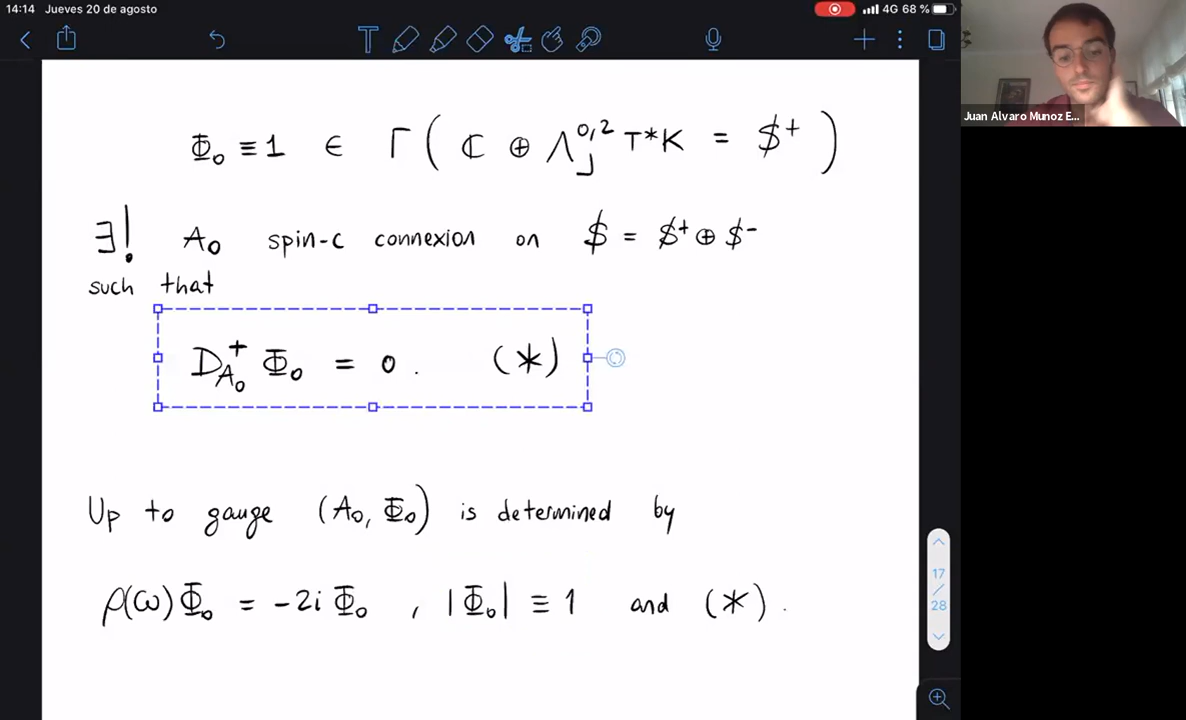 14:14 Jueves 20 de agosto
4G 68 %
Φ₀ ≡ 1 ∈ Γ( ℂ ⊕ Λ_J^{0,2} T*K = $⁺ )
∃! A₀ spin-c connexion on $ = $⁺ ⊕ $⁻
such that
D⁺_{A₀} Φ₀ = 0 . (*)
Up to gauge (A₀, Φ₀) is determined by
ρ(ω)Φ₀ = -2i Φ₀ , |Φ₀| ≡ 1 and (*) .
17
/
28
Juan Alvaro Munoz E...